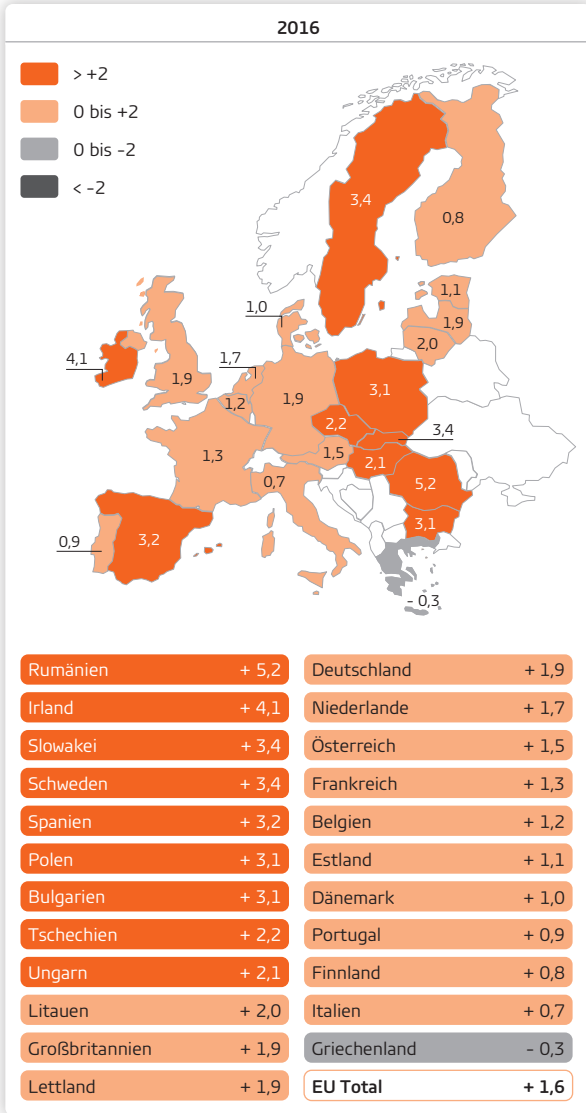 2016
> +2
0 bis +2
0 bis -2
< -2
3,4
0,8
1,1
1,9
2,0
1,0
4,1
1,9
1,7
1,2
1,9
3,1
2,2
3,4
1,5
2,1
1,3
0,7
5,2
3,1
0,9
3,2
- 0,3
Rumänien + 5,2
Irland + 4,1
Slowakei + 3,4
Schweden + 3,4
Spanien + 3,2
Polen + 3,1
Bulgarien + 3,1
Tschechien + 2,2
Ungarn + 2,1
Litauen + 2,0
Großbritannien + 1,9
Lettland + 1,9
Deutschland + 1,9
Niederlande + 1,7
Österreich + 1,5
Frankreich + 1,3
Belgien + 1,2
Estland + 1,1
Dänemark + 1,0
Portugal + 0,9
Finnland + 0,8
Italien + 0,7
Griechenland - 0,3
EU Total + 1,6